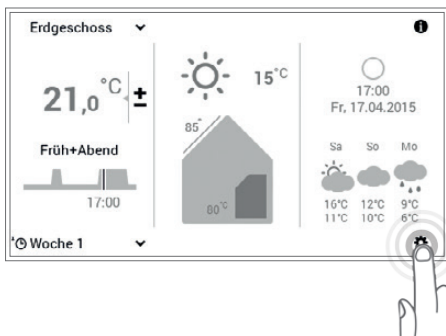 Erdgeschoss
21,0 °C ±
Früh+Abend
17:00
15°C
85°
80°C
17:00
Fr, 17.04.2015
Sa So Mo
16°C 12°C 9°C
11°C 10°C 6°C
Woche 1